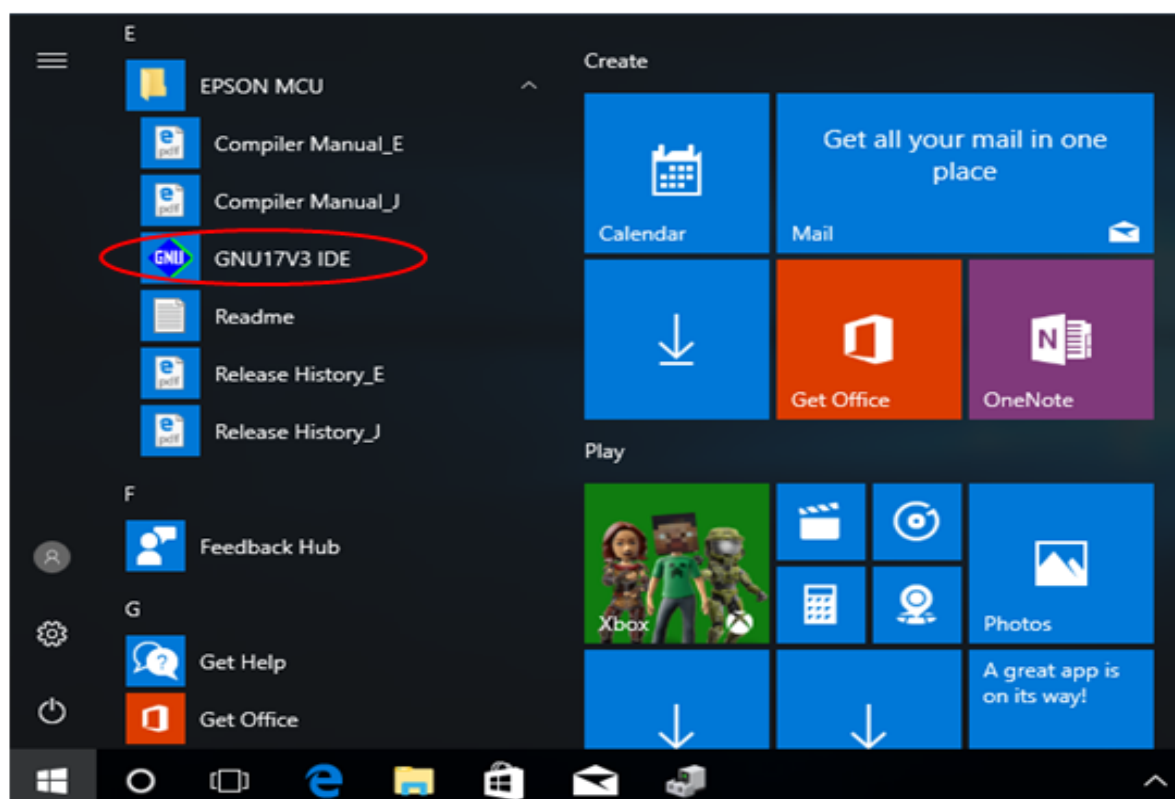 E
EPSON MCU
Compiler Manual_E
Compiler Manual_J
GNU
GNU17V3 IDE
Readme
Release History_E
Release History_J
F
Feedback Hub
G
Get Help
Get Office
Create
Calendar
Get all your mail in one
place
Mail
Get Office
OneNote
Play
Xbox
Photos
A great app is
on its way!